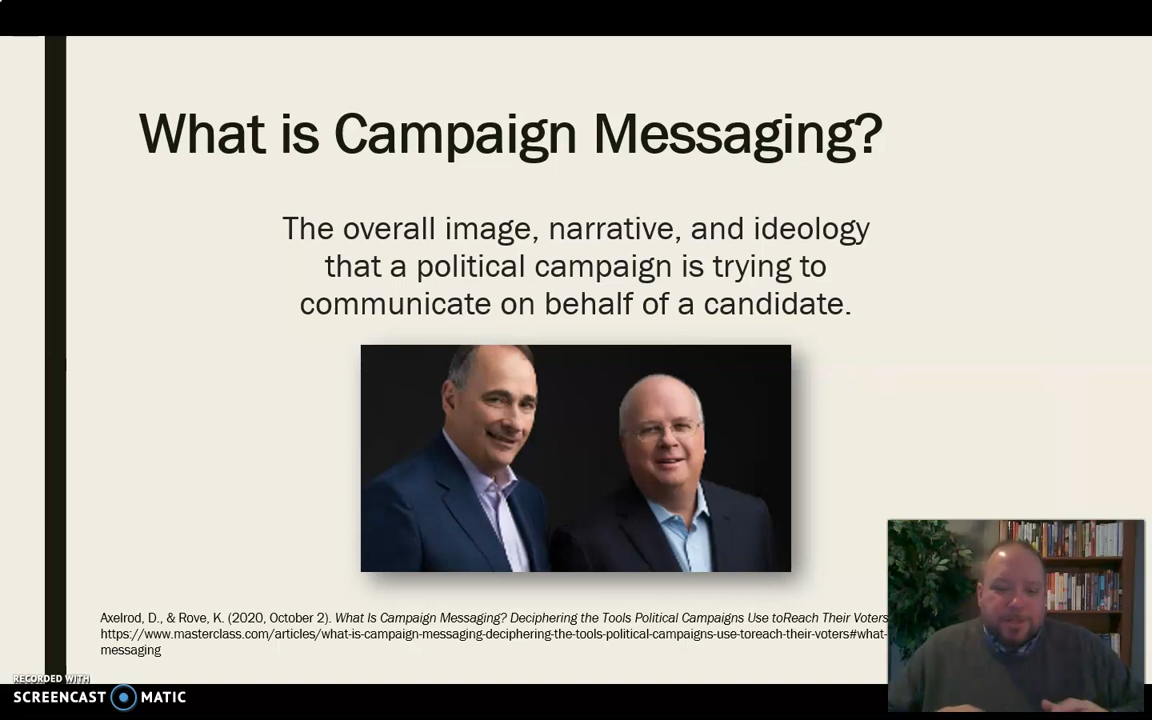 What is Campaign Messaging?
The overall image, narrative, and ideology
that a political campaign is trying to
communicate on behalf of a candidate.
Axelrod, D., & Rove, K. (2020, October 2). What Is Campaign Messaging? Deciphering the Tools Political Campaigns Use toReach Their Voters
https://www.masterclass.com/articles/what-is-campaign-messaging-deciphering-the-tools-political-campaigns-use-toreach-their-voters#what-
messaging
RECORDED WITH
SCREENCAST MATIC